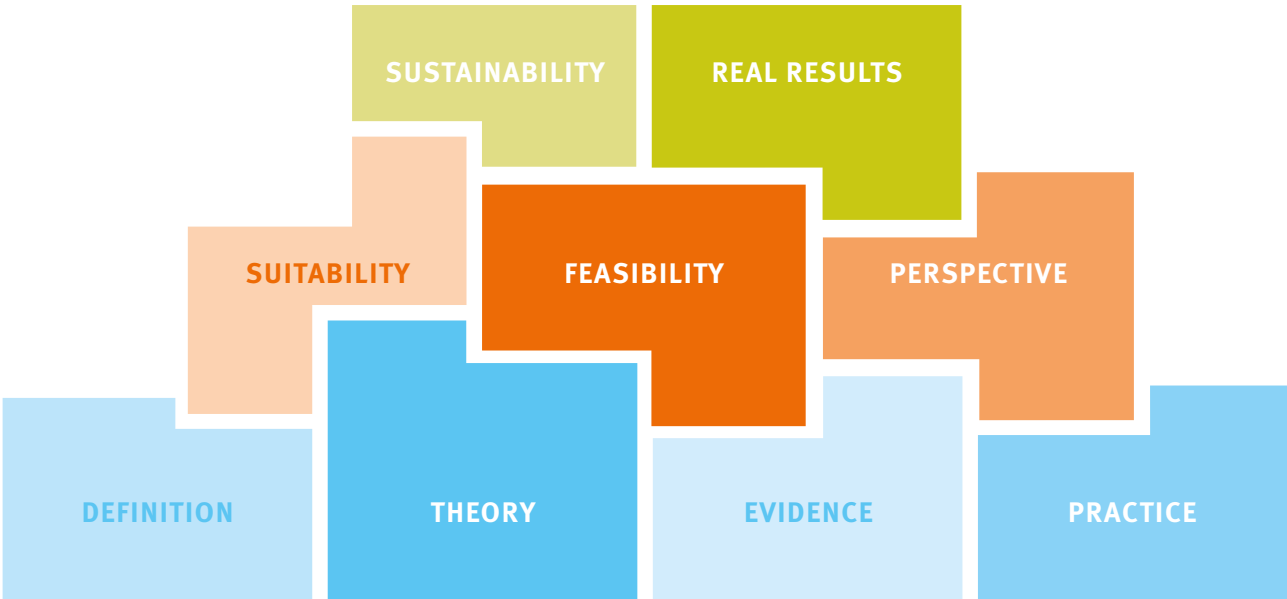 SUSTAINABILITY
REAL RESULTS
SUITABILITY
FEASIBILITY
PERSPECTIVE
DEFINITION
THEORY
EVIDENCE
PRACTICE